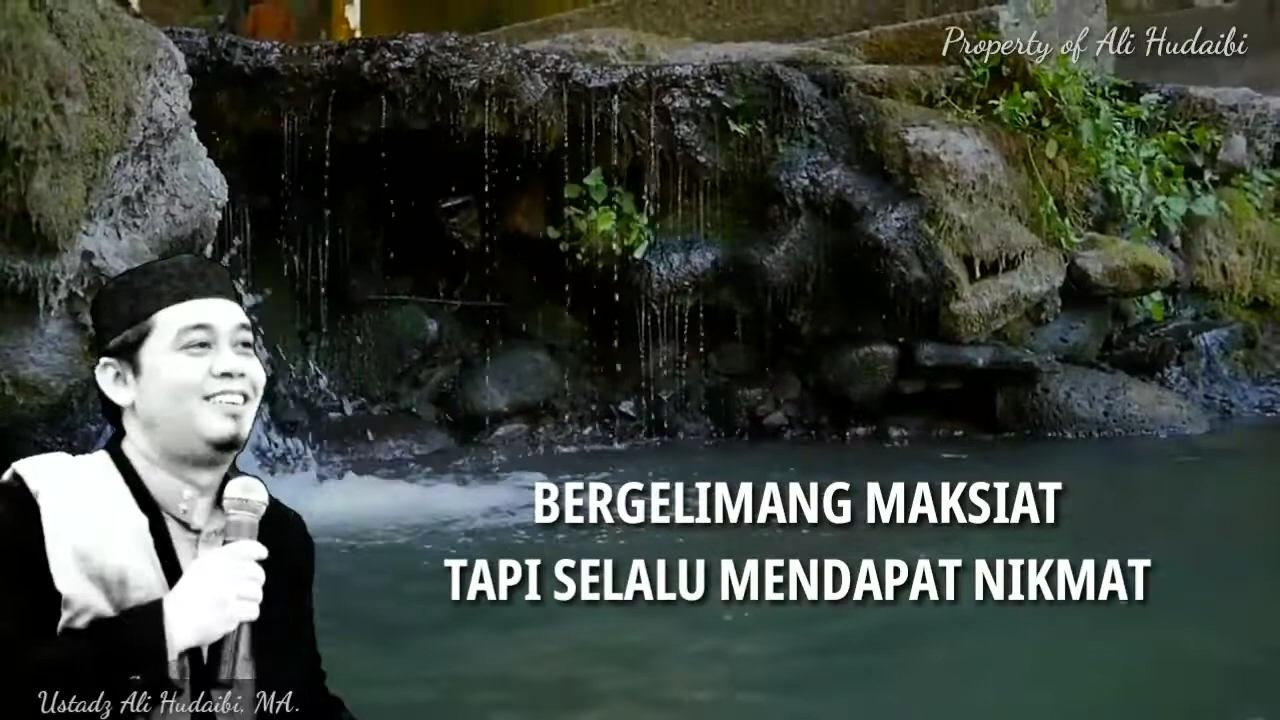 Property of Ali Hudaibi
BERGELIMANG MAKSIAT
TAPI SELALU MENDAPAT NIKMAT
Ustadz Ali Hudaibi, MA.